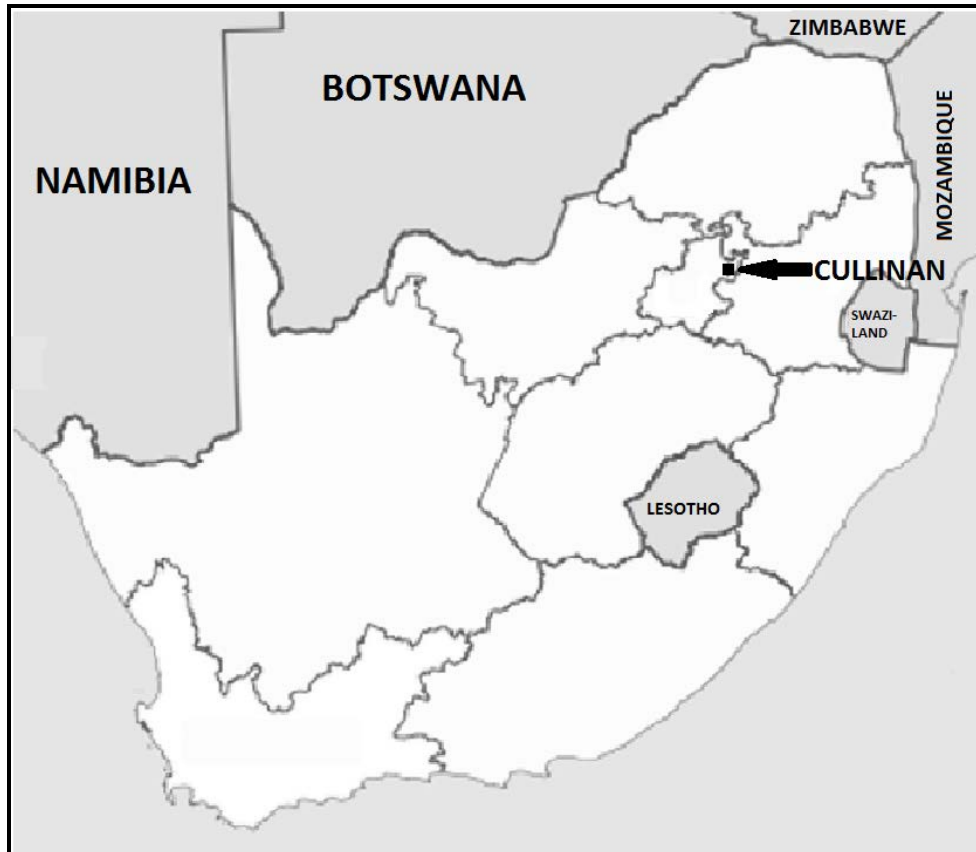 ZIMBABWE
BOTSWANA
MOZAMBIQUE
NAMIBIA
CULLINAN
SWAZI-
LAND
LESOTHO